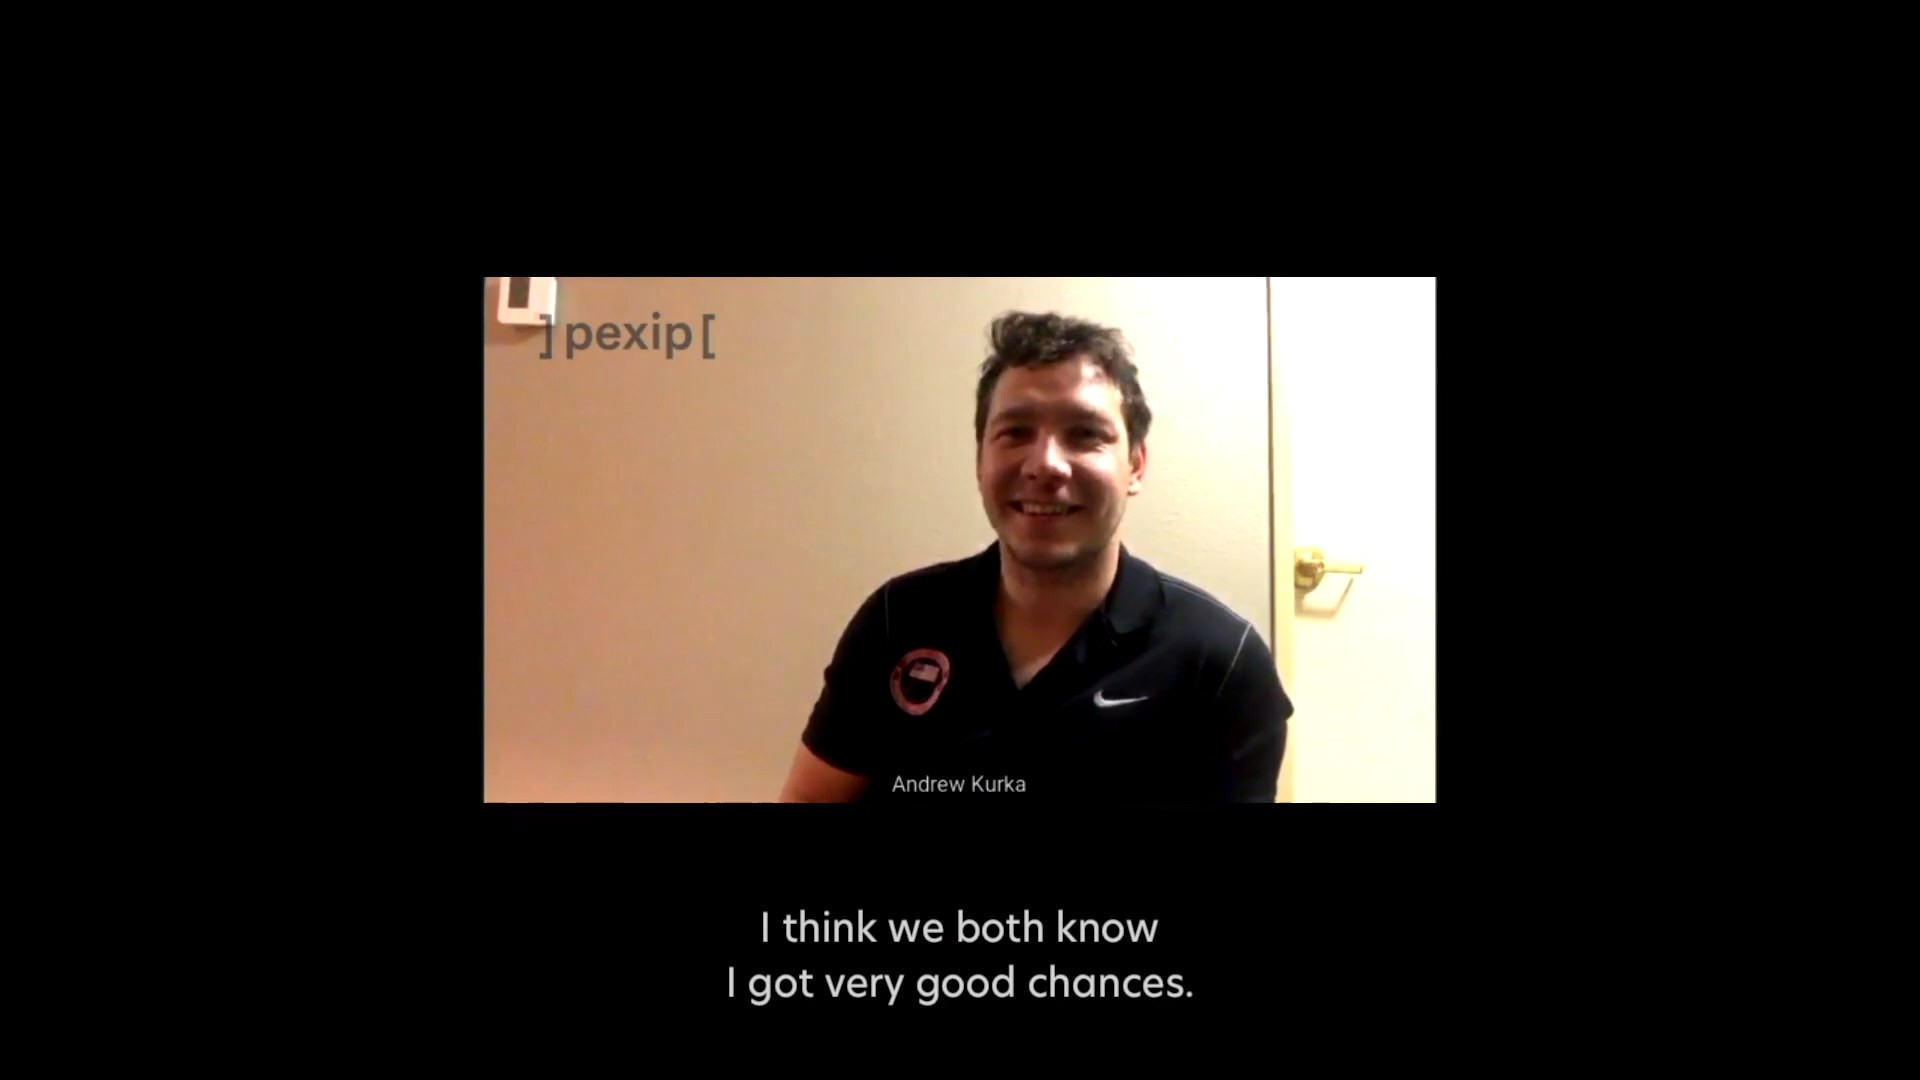 ]pexip[
Andrew Kurka
I think we both know
I got very good chances.